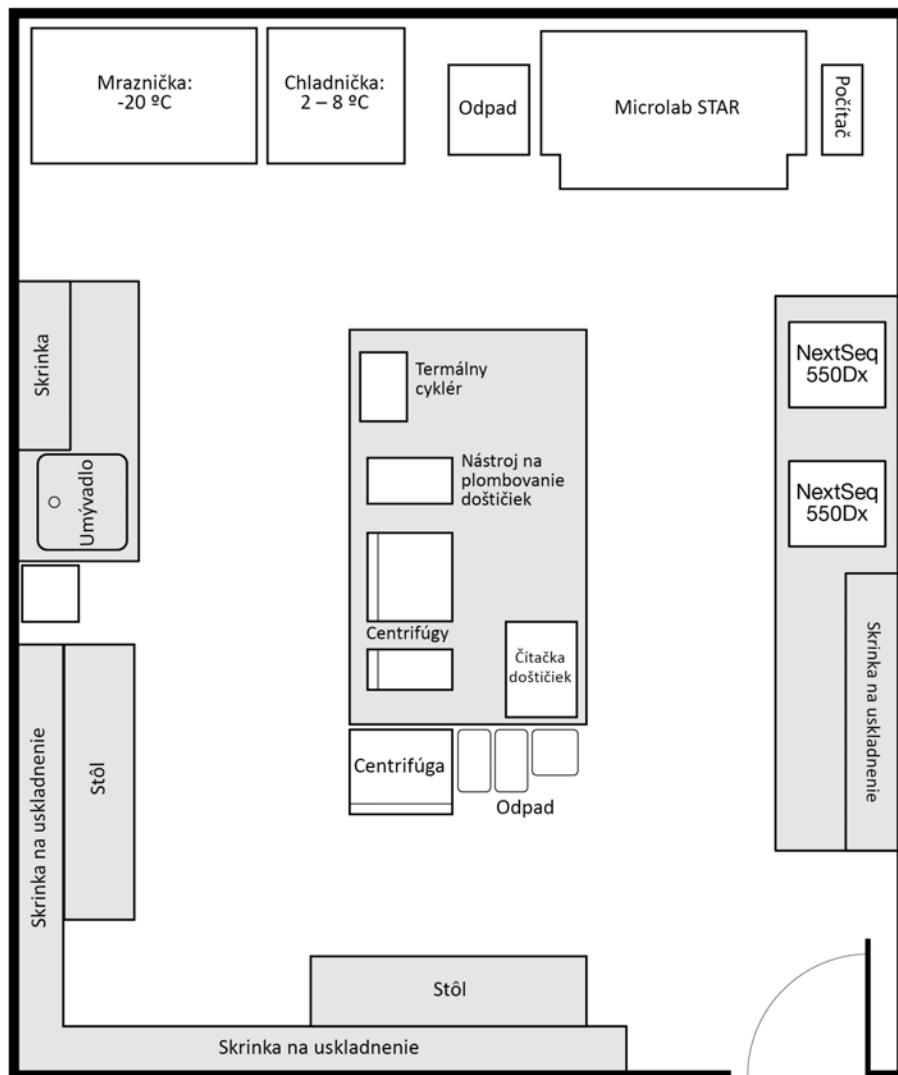 Mraznička:
-20 ºC
Chladnička:
2 – 8 ºC
Odpad
Microlab STAR
Počítač
Skrinka
Umývadlo
Termálny
cyklér
Nástroj na
plombovanie
doštičiek
Centrifúgy
Čítačka
doštičiek
NextSeq
550Dx
NextSeq
550Dx
Skrinka na uskladnenie
Centrifúga
Odpad
Skrinka na uskladnenie
Stôl
Stôl
Skrinka na uskladnenie